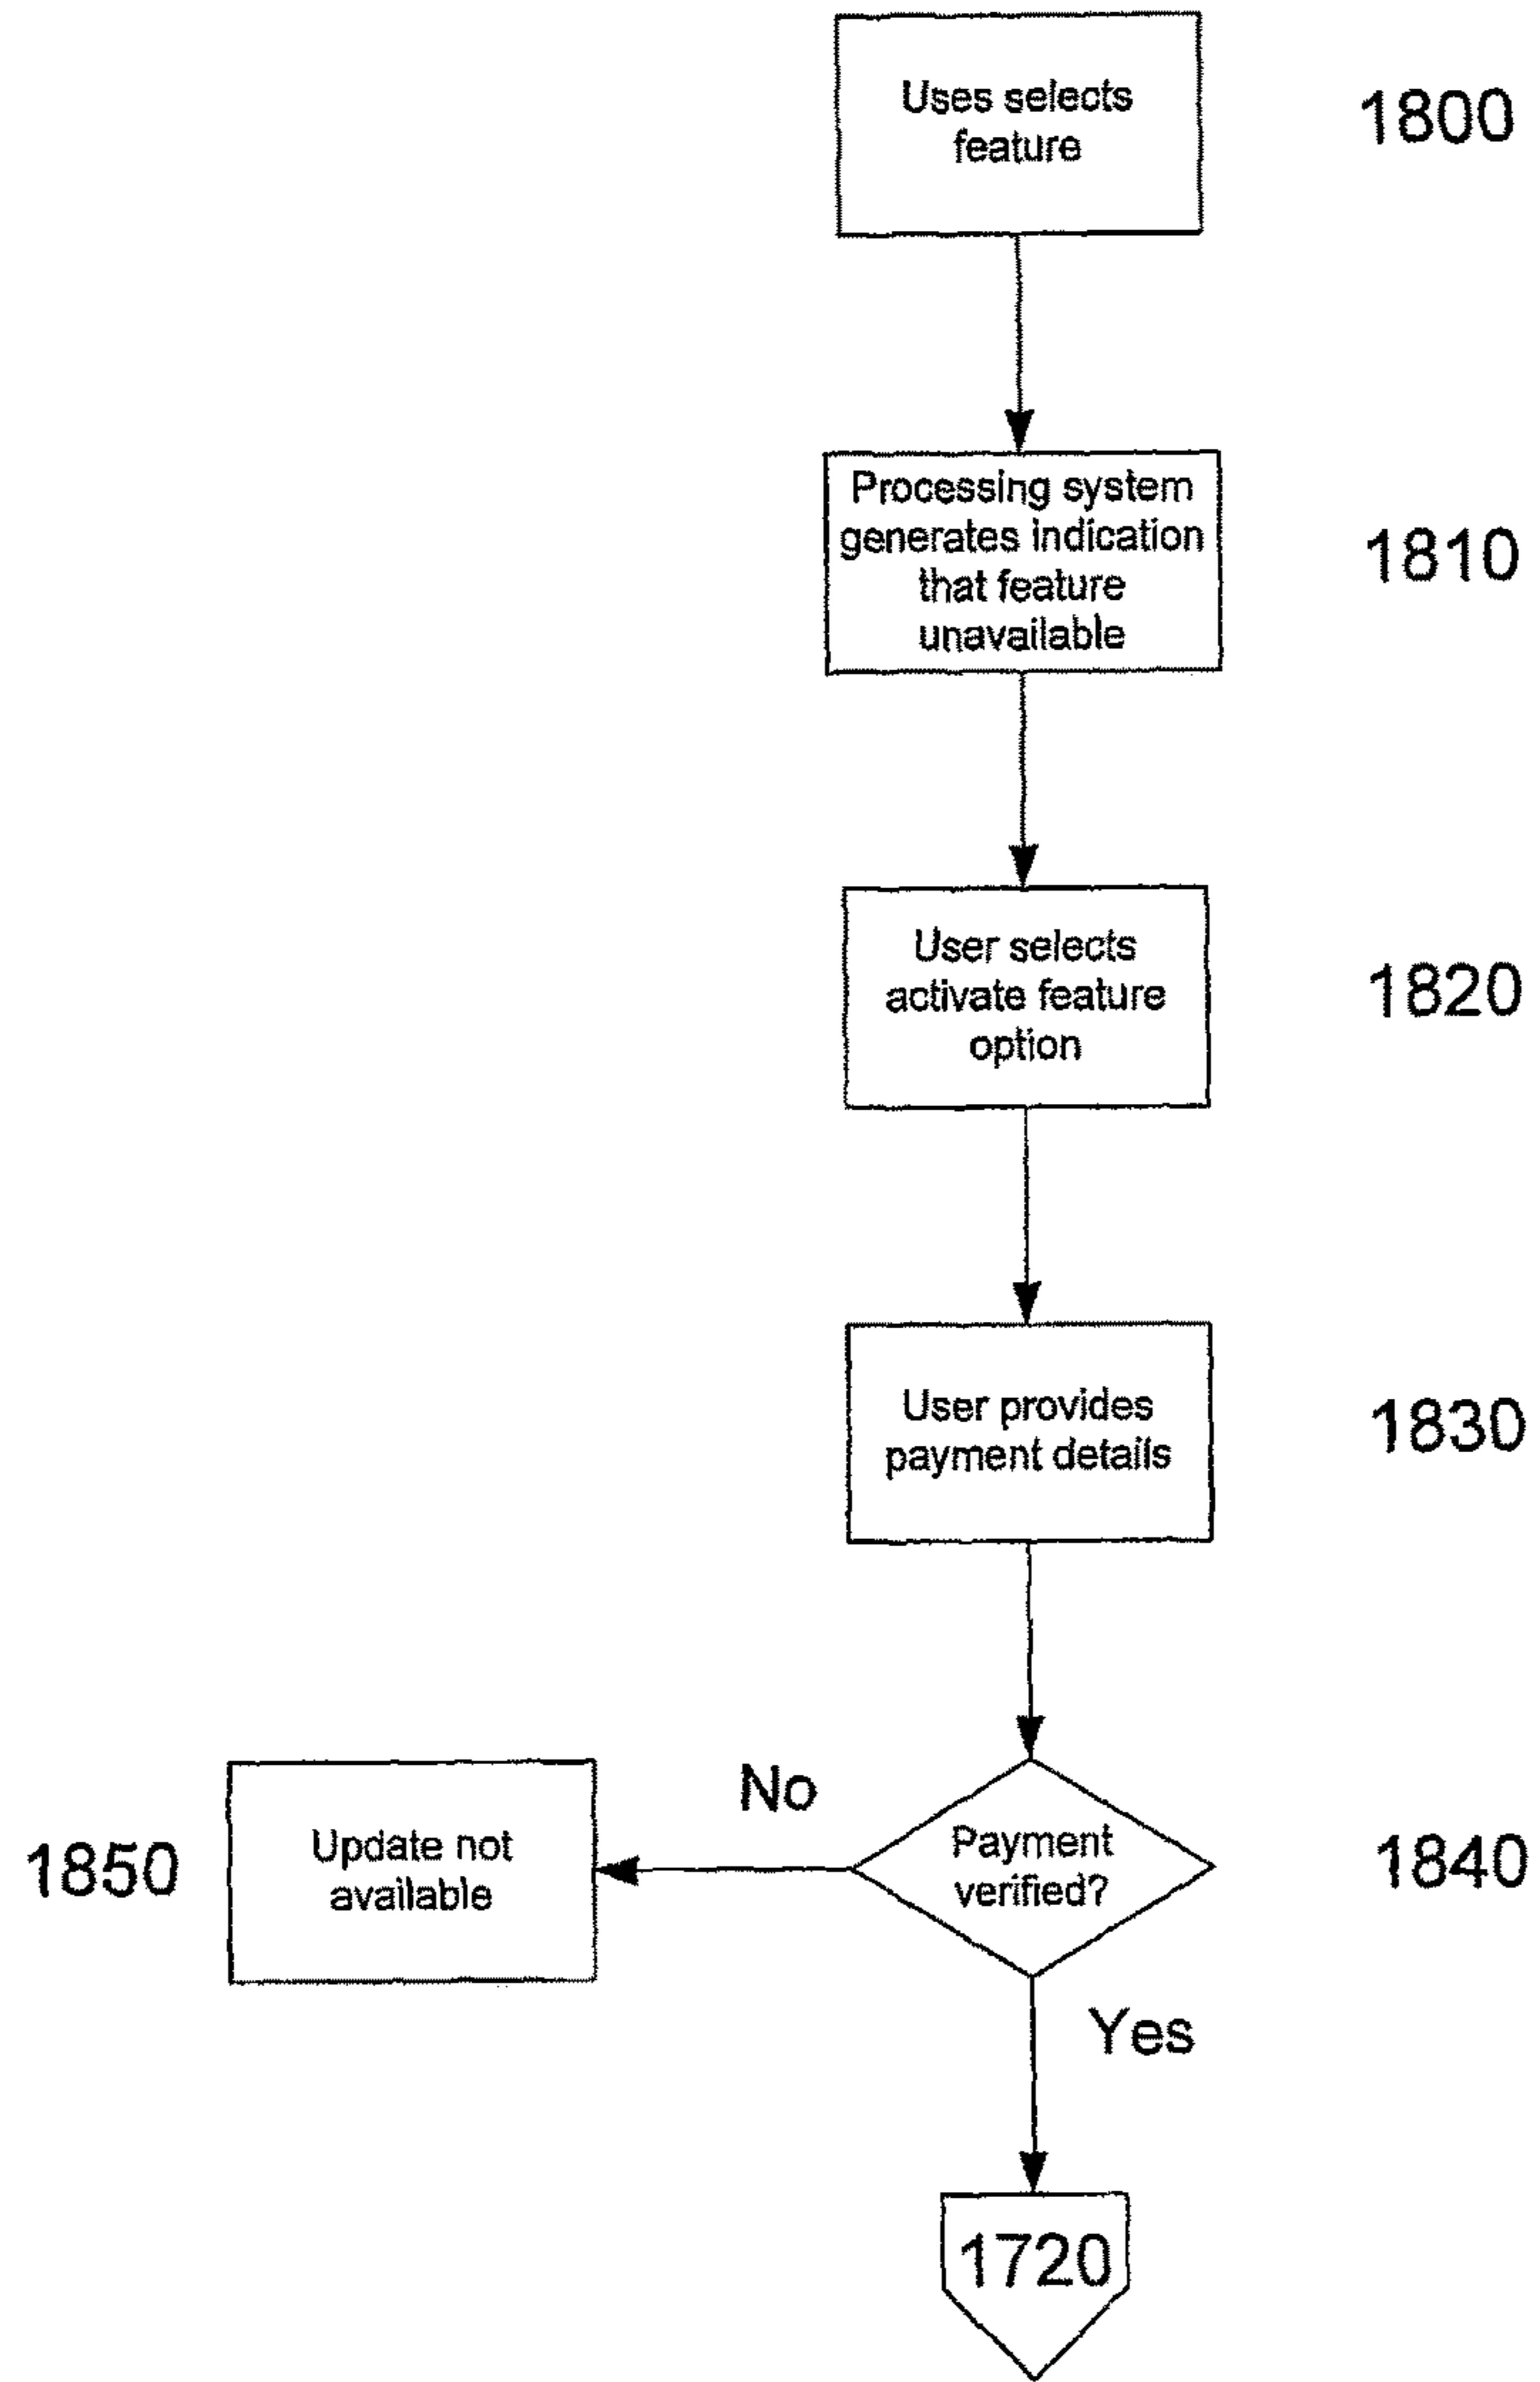 Uses selects
feature
1800
Processing system
generates indication
that feature
unavailable
1810
User selects
activate feature
option
1820
User provides
payment details
1830
No
1850
Update not
available
Payment
verified?
1840
Yes
1720